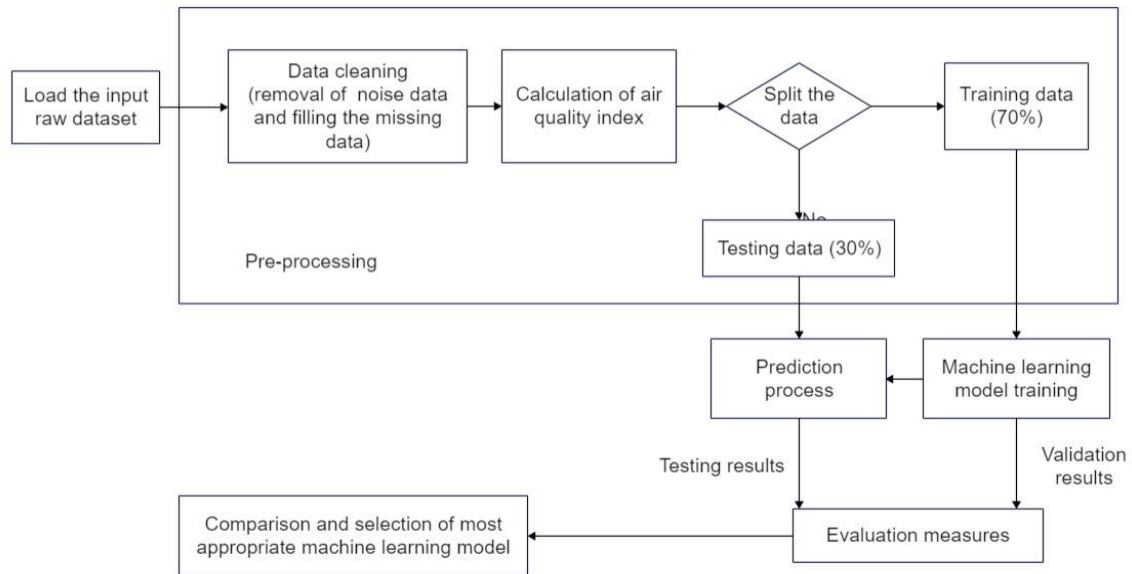 Load the input
raw dataset
Data cleaning
(removal of noise data
and filling the missing
data)
Calculation of air
quality index
Split the
data
Training data
(70%)
No
Testing data (30%)
Pre-processing
Prediction
process
Machine learning
model training
Testing results
Validation
results
Comparison and selection of most
appropriate machine learning model
Evaluation measures